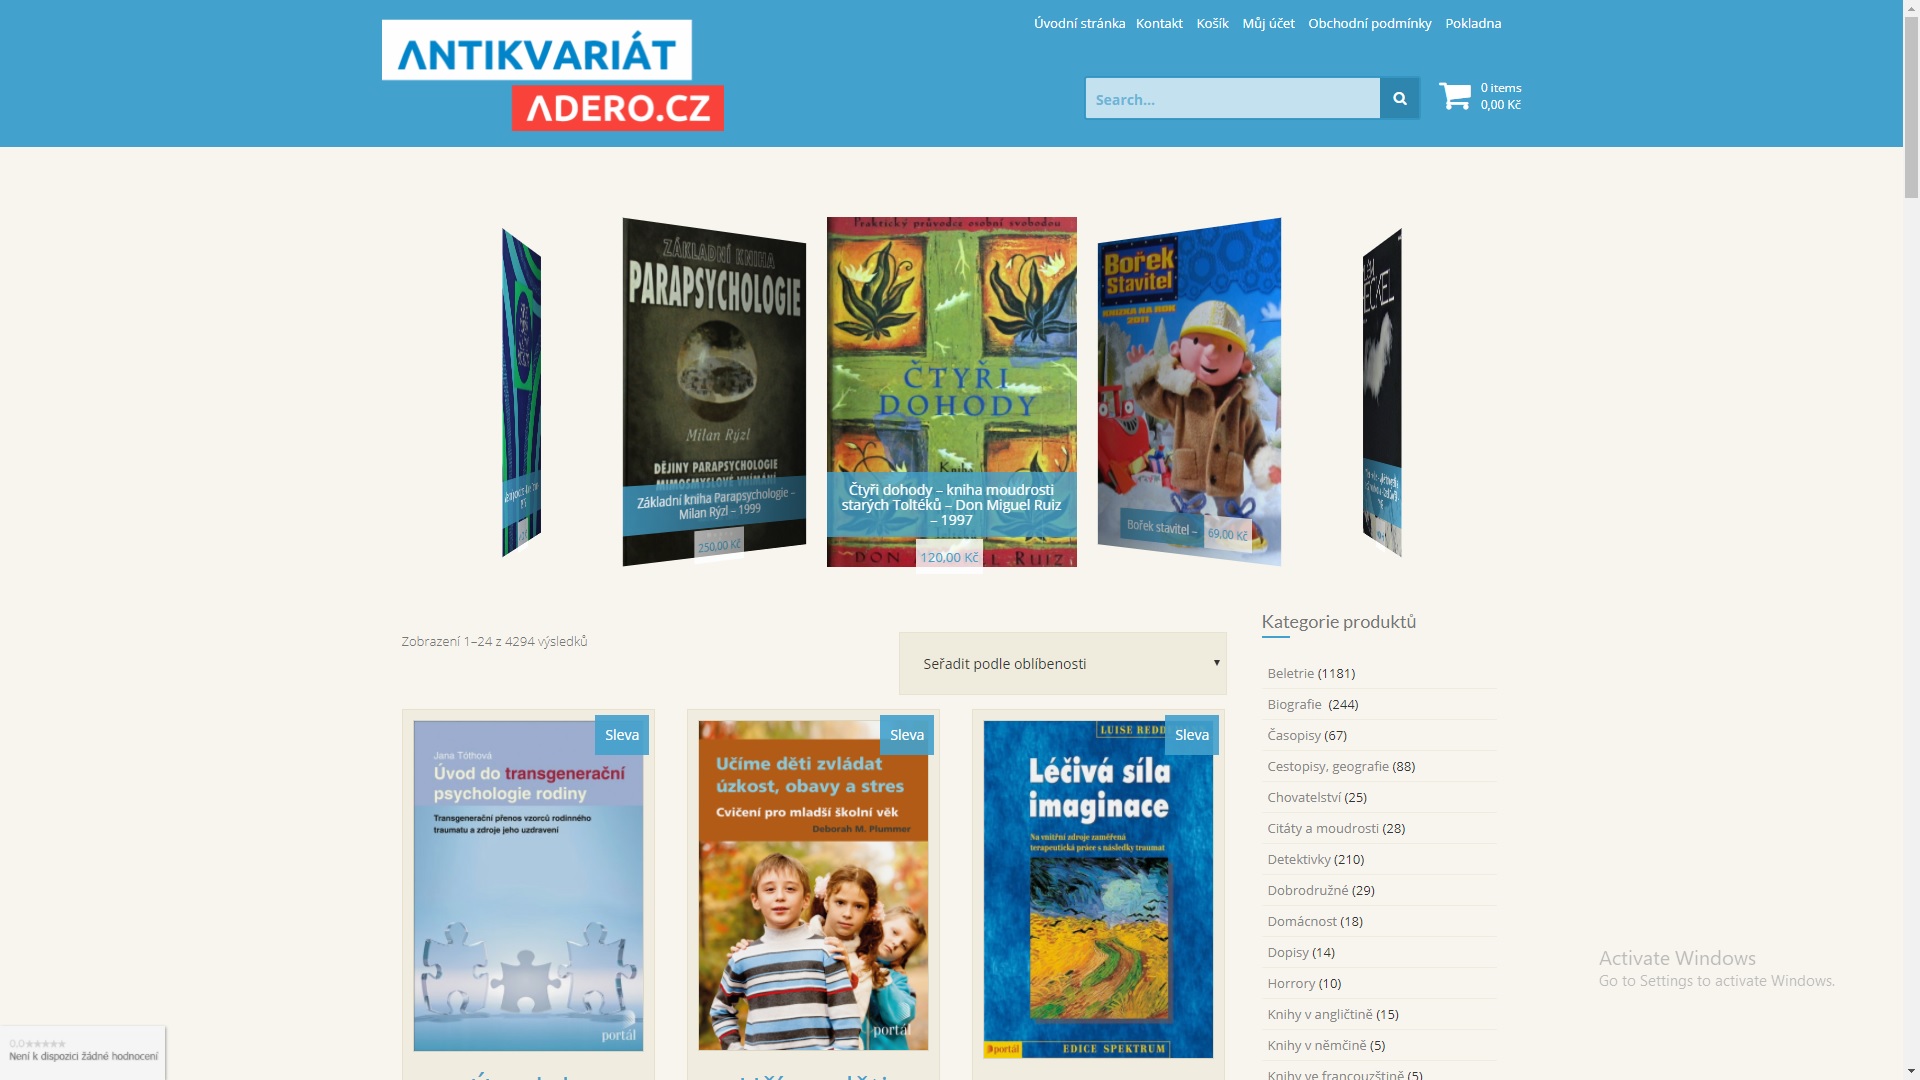 Úvodní stránka Kontakt Košík Můj účet Obchodní podmínky Pokladna
ANTIKVARIÁT
ADERO.CZ
Search...
0 items
0,00 Kč
ZÁKLADNÍ KNIHA
PARAPSYCHOLOGIE
Milan Rýzl
DĚJINY PARAPSYCHOLOGIE
MIMOSMYSLOVÉ VNÍMÁNÍ
Základní kniha Parapsychologie –
Milan Rýzl – 1999
250,00 Kč
Praktický průvodce osobní svobodou
ČTYŘI
DOHODY
Kniha
Čtyři dohody – kniha moudrosti
starých Toltéků – Don Miguel Ruiz
– 1997
DON RUIZ
120,00 Kč
Bořek
Stavitel
KNÍŽKA NA ROK
2011
Bořek stavitel –
69,00 Kč
Zobrazení 1–24 z 4294 výsledků
Seřadit podle oblíbenosti
Sleva
Jana Tóthová
Úvod do transgenerační
psychologie rodiny
Transgenerační přenos vzorců rodinného
traumatu a zdroje jeho uzdravení
portál
Sleva
Učíme děti zvládat
úzkost, obavy a stres
Cvičení pro mladší školní věk
Deborah M. Plummer
portál
Sleva
LUISE REDD
Léčivá síla
imaginace
Na vnitřní zdroje zaměřená
terapeutická práce s následky traumat
portál
EDICE SPEKTRUM
Kategorie produktů
Beletrie (1181)
Biografie (244)
Časopisy (67)
Cestopisy, geografie (88)
Chovatelství (25)
Citáty a moudrosti (28)
Detektivky (210)
Dobrodružné (29)
Domácnost (18)
Dopisy (14)
Horrory (10)
Knihy v angličtině (15)
Knihy v němčině (5)
Knihy ve francouzštině (5)
Activate Windows
Go to Settings to activate Windows.
0,0★★★★★
Není k dispozici žádné hodnocení